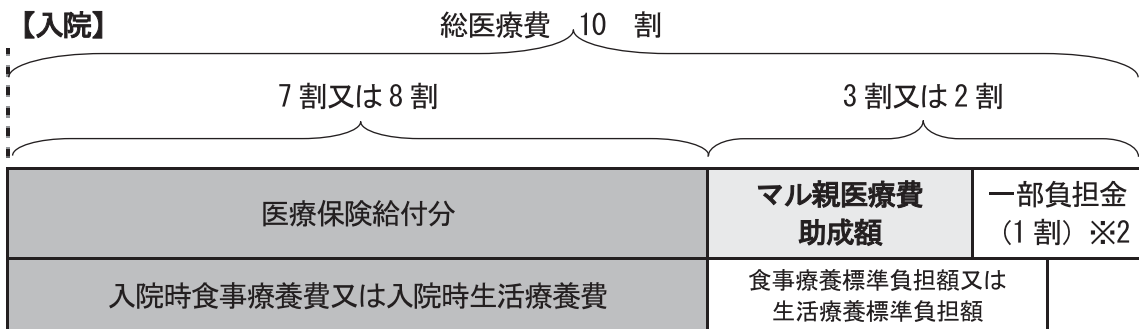 【入院】
総医療費 10 割
7 割又は 8 割
3 割又は 2 割
医療保険給付分
マル親医療費
助成額
一部負担金
（1 割）※2
入院時食事療養費又は入院時生活療養費
食事療養標準負担額又は
生活療養標準負担額